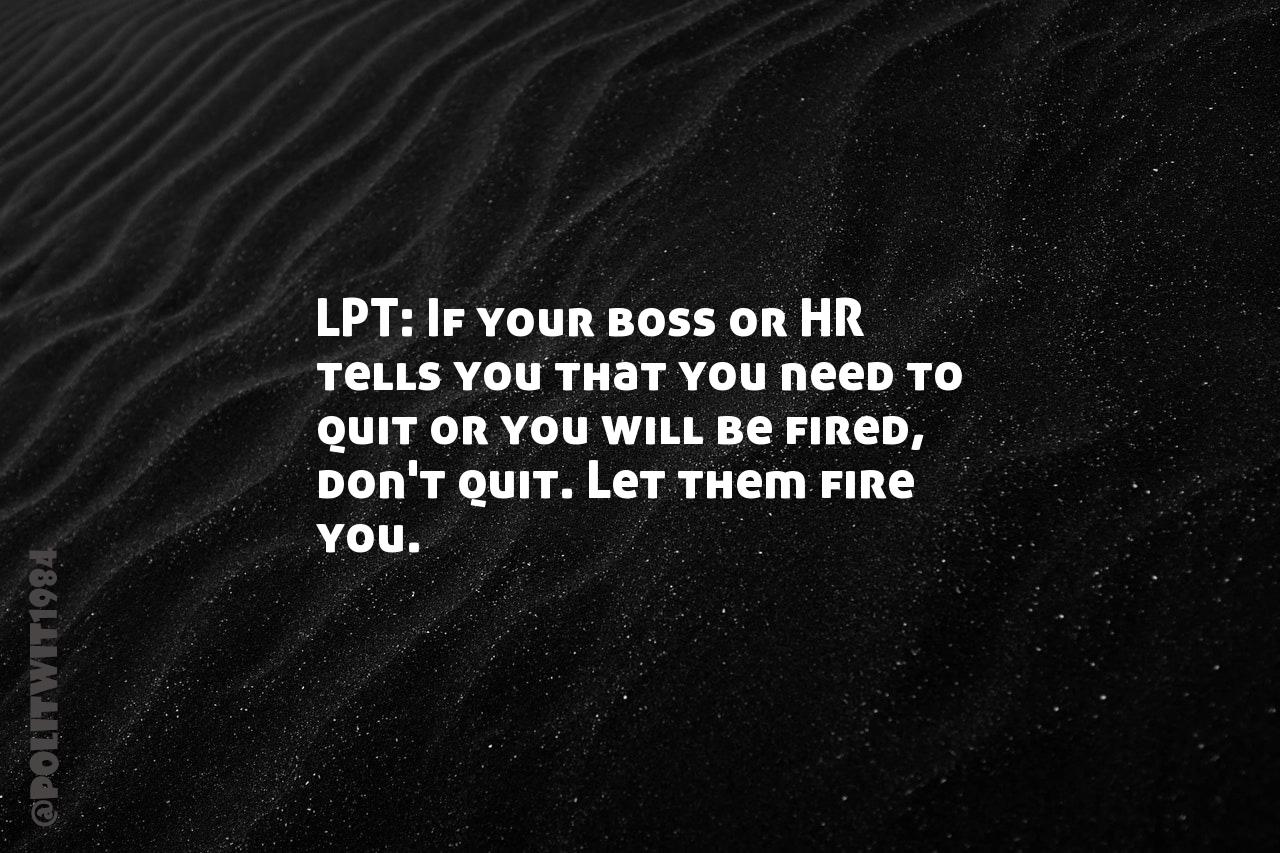 LPT: If your boss or HR
tells you that you need to
quit or you will be fired,
don't quit. Let them fire
you.
@politwit1984